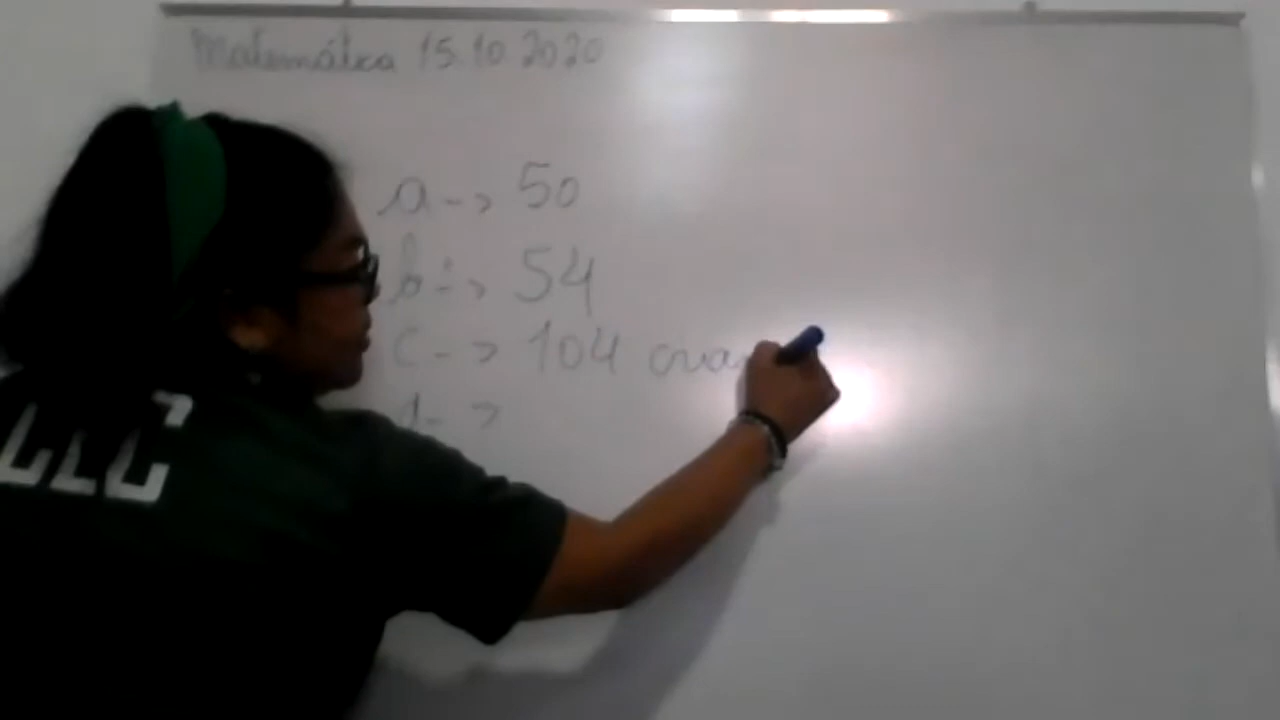 Matemática 15.10.2020
a -> 50
b -> 54
c -> 104
d ->